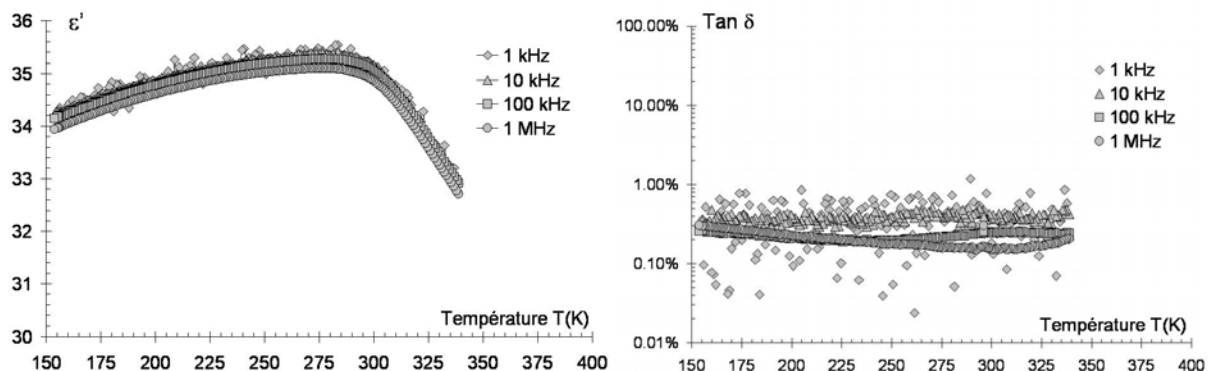 36
ε'
35
34
33
32
31
30
1 kHz
10 kHz
100 kHz
1 MHz
Température T(K)
150 175 200 225 250 275 300 325 350 375 400
100.00%
Tan δ
10.00%
1.00%
0.10%
0.01%
1 kHz
10 kHz
100 kHz
1 MHz
Température T(K)
150 175 200 225 250 275 300 325 350 375 400